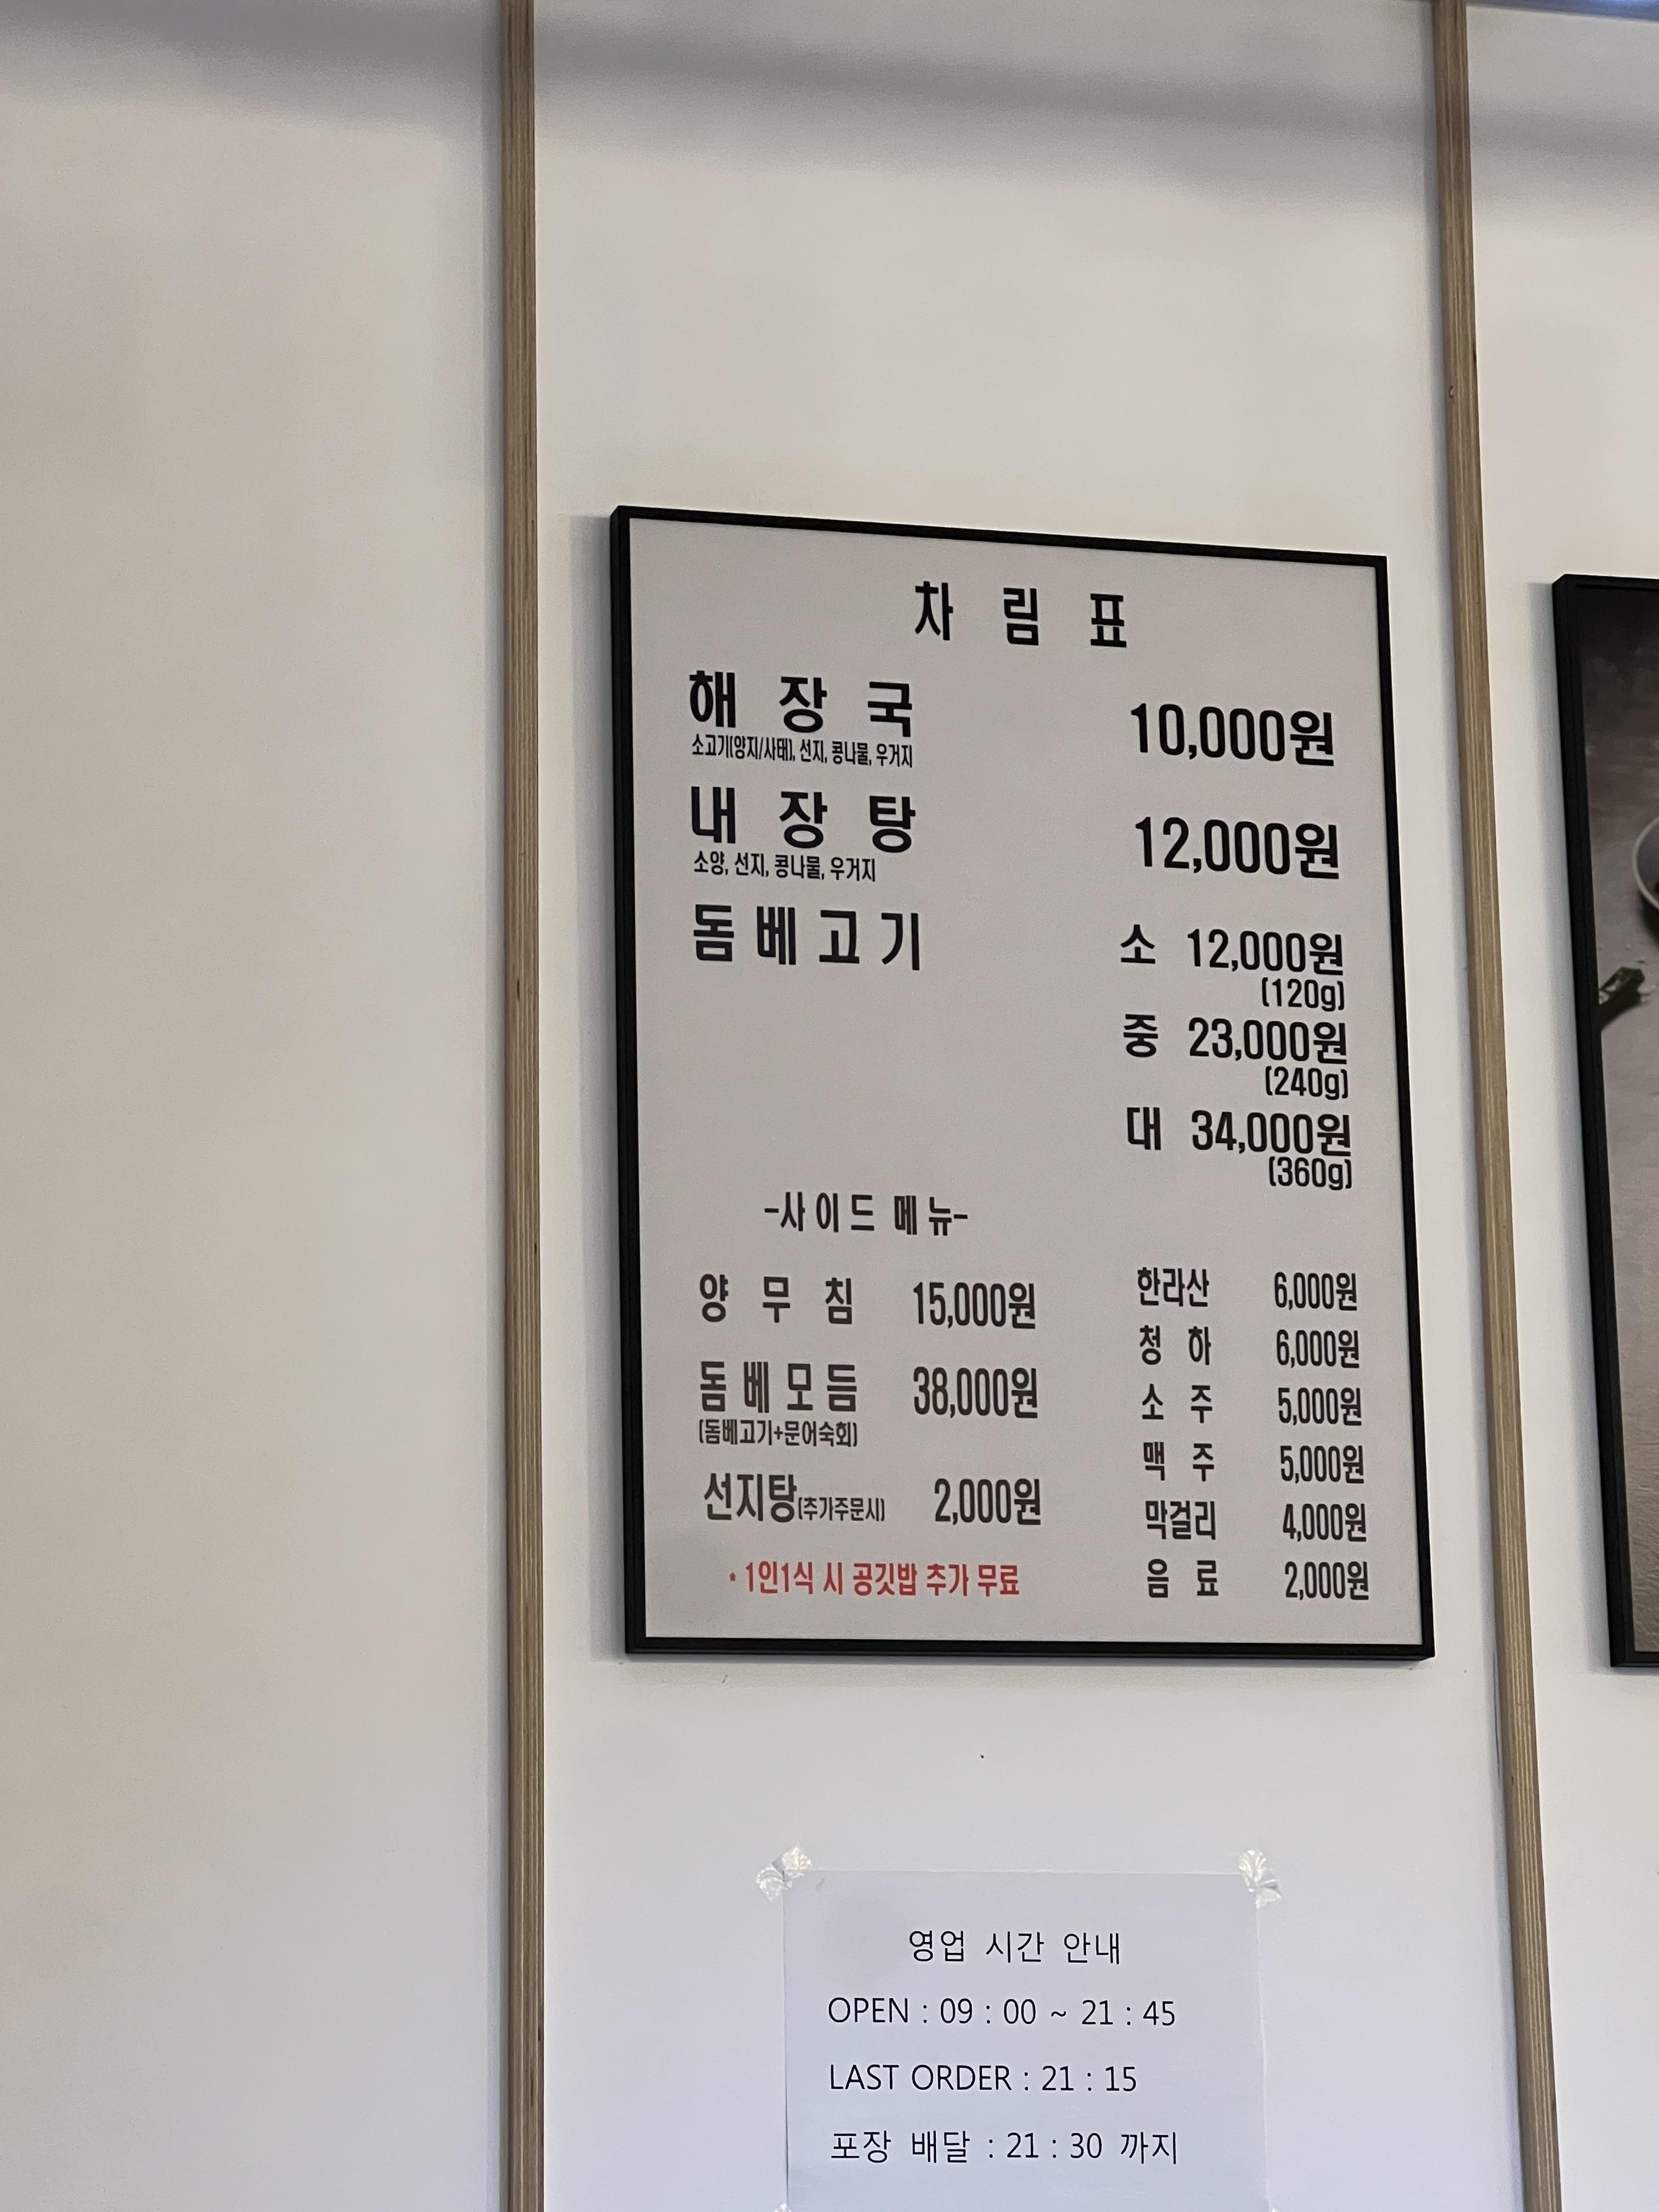 차 림 표
해 장 국 10,000원
소고기(양지/사태), 선지, 콩나물, 우거지
내 장 탕 12,000원
소양, 선지, 콩나물, 우거지
돔베고기 소 12,000원
(120g)
중 23,000원
(240g)
대 34,000원
(360g)
-사이드 메뉴-
양 무 침 15,000원
돔베모듬 38,000원
(돔베고기+문어숙회)
선지탕(추가주문시) 2,000원
* 1인1식 시 공깃밥 추가 무료
한라산 6,000원
청 하 6,000원
소 주 5,000원
맥 주 5,000원
막걸리 4,000원
음 료 2,000원
영업 시간 안내
OPEN : 09 : 00 ~ 21 : 45
LAST ORDER : 21 : 15
포장 배달 : 21 : 30 까지